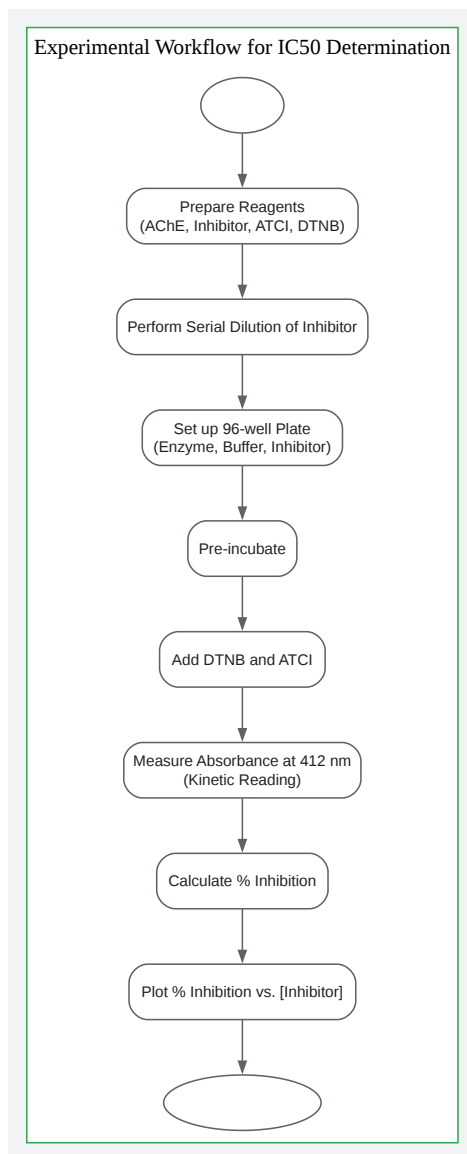 Experimental Workflow for IC50 Determination
Prepare Reagents
(AChE, Inhibitor, ATCI, DTNB)
Perform Serial Dilution of Inhibitor
Set up 96-well Plate
(Enzyme, Buffer, Inhibitor)
Pre-incubate
Add DTNB and ATCI
Measure Absorbance at 412 nm
(Kinetic Reading)
Calculate % Inhibition
Plot % Inhibition vs. [Inhibitor]